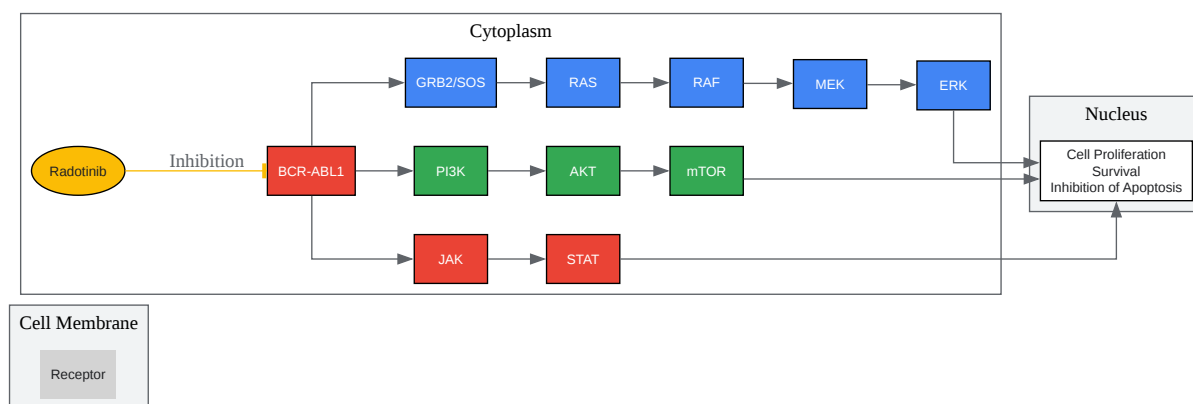 Cytoplasm
GRB2/SOS
RAS
RAF
MEK
ERK
Nucleus
Cell Proliferation
Survival
Inhibition of Apoptosis
Radotinib
Inhibition
BCR-ABL1
PI3K
AKT
mTOR
JAK
STAT
Cell Membrane
Receptor